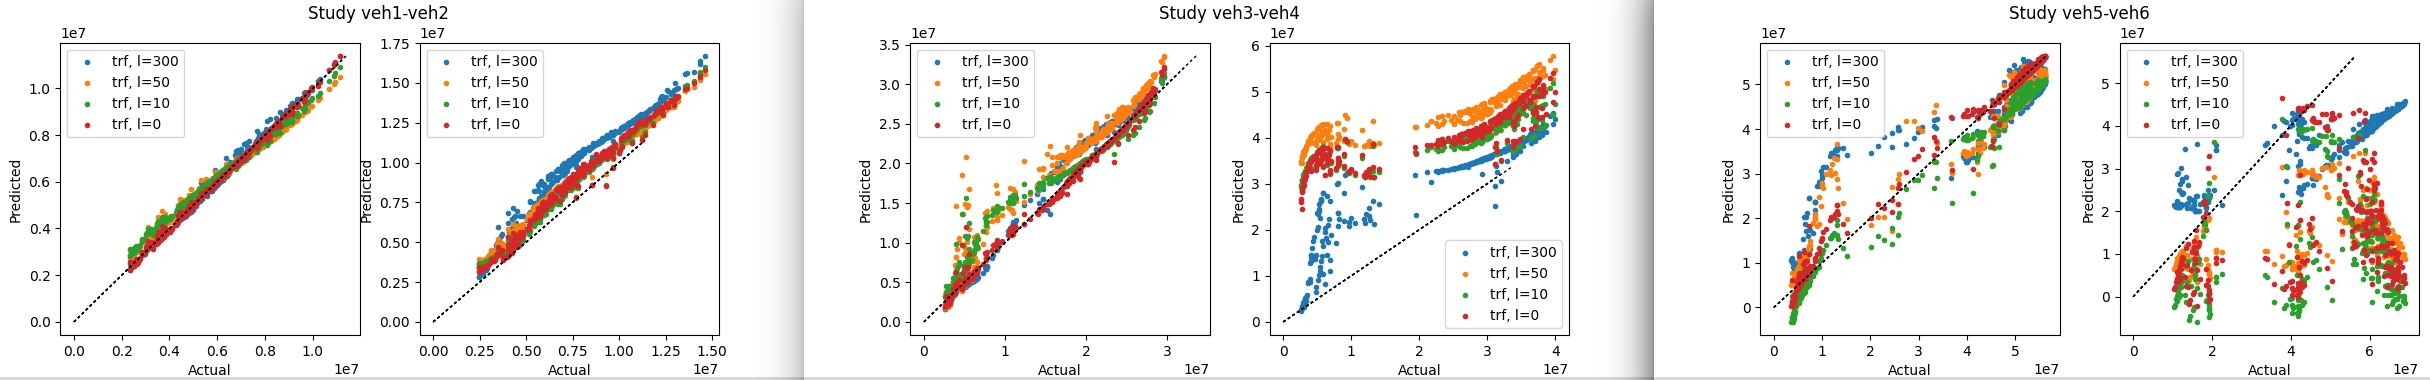 Study veh1-veh2
1e7
trf, l=300
trf, l=50
trf, l=10
trf, l=0
1.0
0.8
0.6
0.4
0.2
0.0
Predicted
0.0 0.2 0.4 0.6 0.8 1.0
Actual
1e7
1e7
trf, l=300
trf, l=50
trf, l=10
trf, l=0
1.75
1.50
1.25
1.00
0.75
0.50
0.25
0.00
Predicted
0.00 0.25 0.50 0.75 1.00 1.25 1.50
Actual
1e7
Study veh3-veh4
1e7
trf, l=300
trf, l=50
trf, l=10
trf, l=0
3.5
3.0
2.5
2.0
1.5
1.0
0.5
0.0
Predicted
0 1 2 3
Actual
1e7
1e7
6
5
4
3
2
1
0
Predicted
trf, l=300
trf, l=50
trf, l=10
trf, l=0
0 1 2 3 4
Actual
1e7
Study veh5-veh6
1e7
trf, l=300
trf, l=50
trf, l=10
trf, l=0
5
4
3
2
1
0
Predicted
0 1 2 3 4 5
Actual
1e7
1e7
trf, l=300
trf, l=50
trf, l=10
trf, l=0
5
4
3
2
1
0
Predicted
0 2 4 6
Actual
1e7